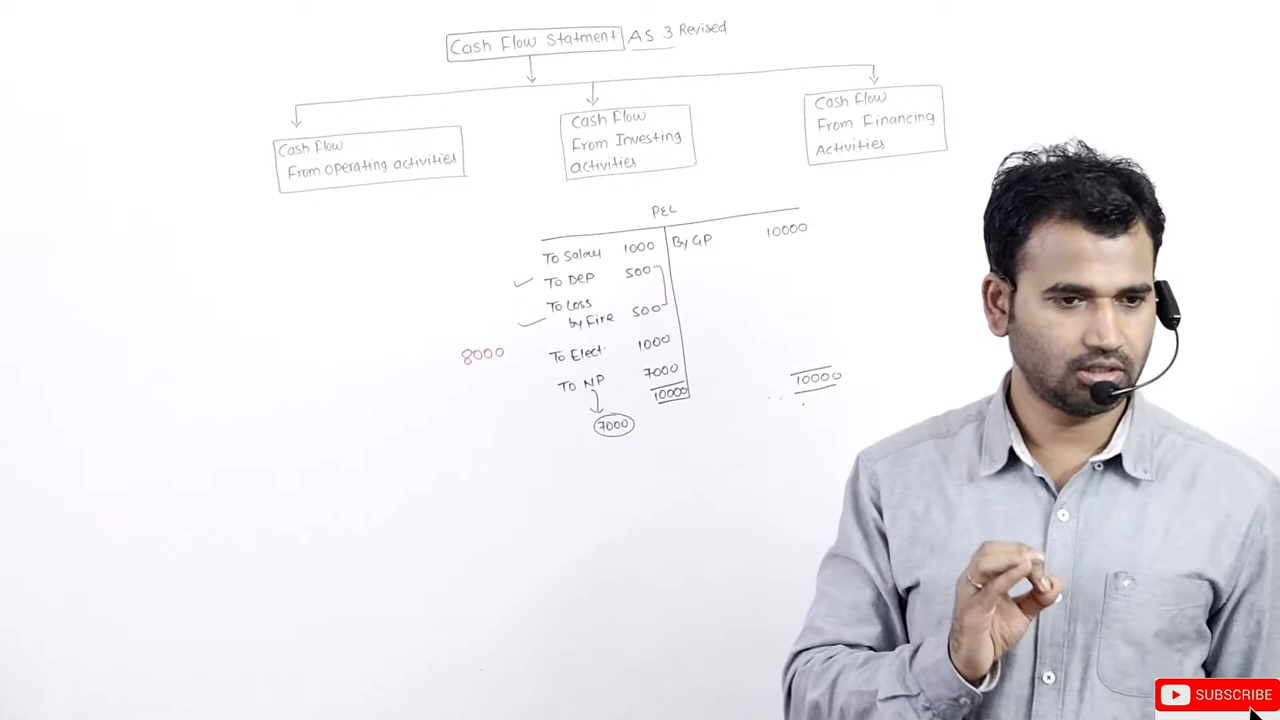 Cash Flow Statment AS 3 Revised
Cash Flow
From operating activities
Cash Flow
From Investing
activities
Cash Flow
From Financing
Activities
P&L
To Salary 1000 By GP 10000
To Dep 500
To Loss
by Fire 500
8000 To Elect. 1000
To NP 7000
10000 10000
7000
SUBSCRIBE